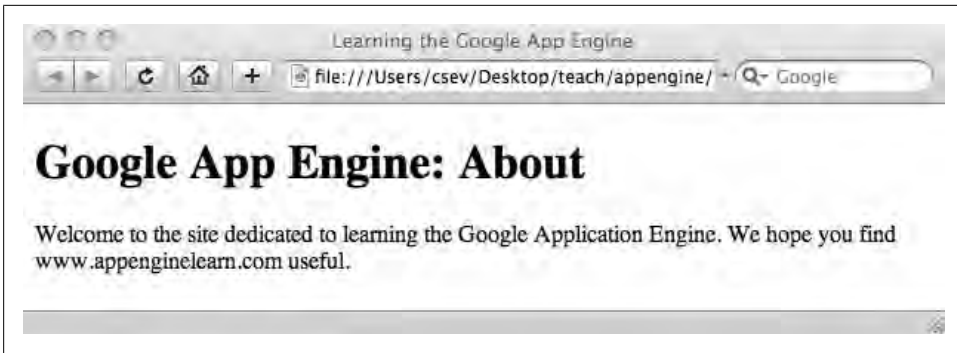 Learning the Google App Engine
file:///Users/csev/Desktop/teach/appengine/
Google
Google App Engine: About
Welcome to the site dedicated to learning the Google Application Engine. We hope you find
www.appenginelearn.com useful.